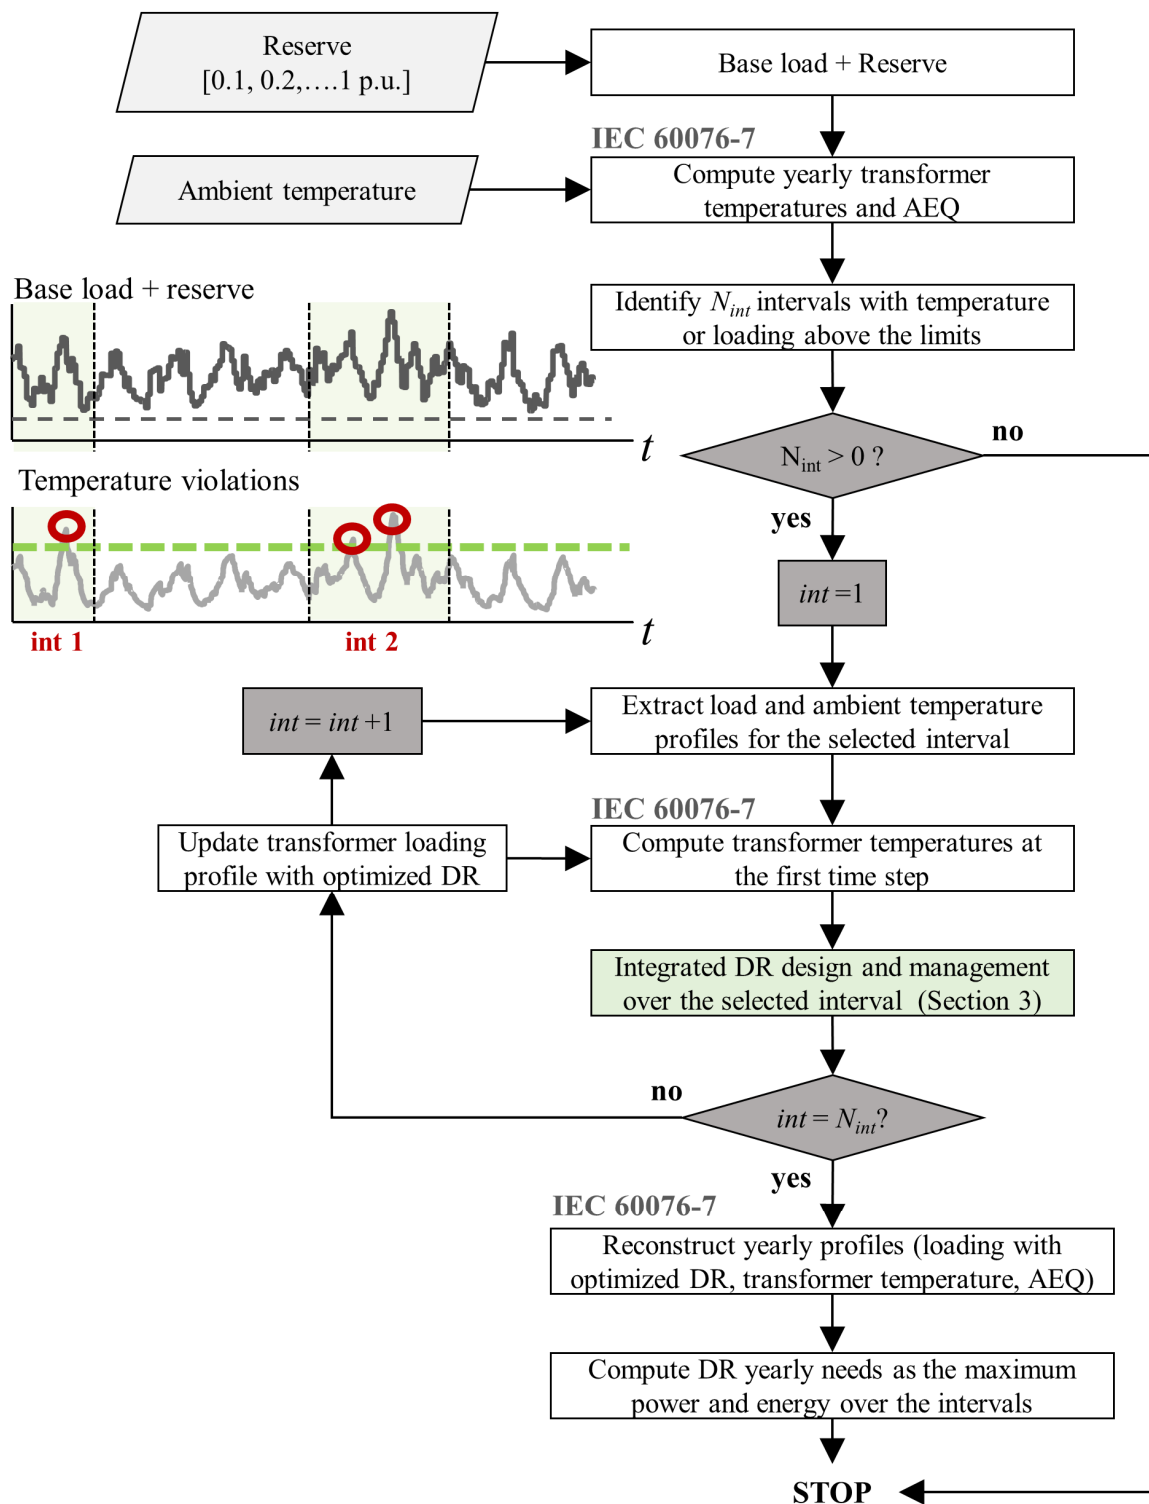 Reserve
[0.1, 0.2,….1 p.u.]
Base load + Reserve
IEC 60076-7
Ambient temperature
Compute yearly transformer
temperatures and AEQ
Base load + reserve
Identify Nint intervals with temperature
or loading above the limits
t
Nint > 0 ?
no
Temperature violations
yes
int =1
t
int 1
int 2
int = int +1
Extract load and ambient temperature
profiles for the selected interval
IEC 60076-7
Update transformer loading
profile with optimized DR
Compute transformer temperatures at
the first time step
Integrated DR design and management
over the selected interval (Section 3)
no
int = Nint?
yes
IEC 60076-7
Reconstruct yearly profiles (loading with
optimized DR, transformer temperature, AEQ)
Compute DR yearly needs as the maximum
power and energy over the intervals
STOP